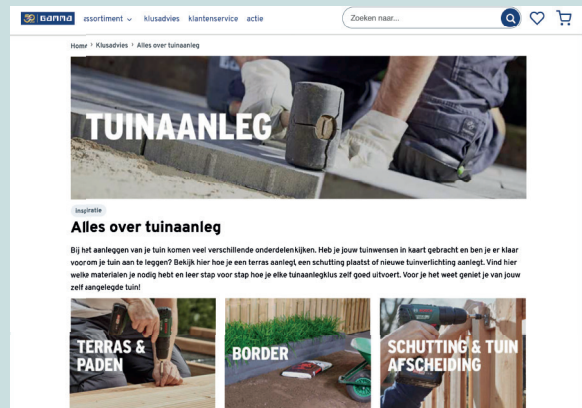 GAMMA assortiment klusadvies klantenservice actie Zoeken naar...
Home › Klusadvies › Alles over tuinaanleg
TUINAANLEG
Inspiratie
Alles over tuinaanleg
Bij het aanleggen van je tuin komen veel verschillende onderdelenkijken. Heb je jouw tuinwensen in kaart gebracht en ben je er klaar
voorom je tuin aan te leggen? Bekijk hier hoe je een terras aanlegt, een schutting plaatst of nieuwe tuinverlichting aanlegt. Vind hier
welke materialen je nodig hebt en leer stap voor stap hoe je elke tuinaanlegklus zelf goed uitvoert. Voor je het weet geniet je van jouw
zelf aangelegde tuin!
TERRAS &
PADEN
BORDER
SCHUTTING & TUIN
AFSCHEIDING